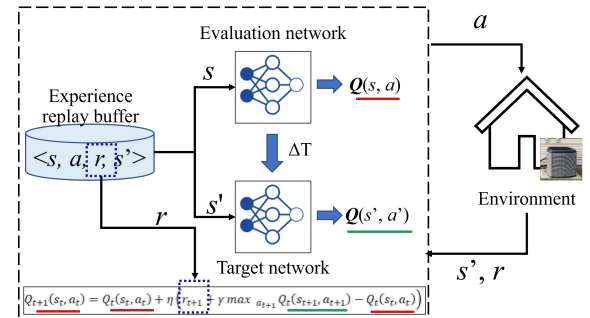 Evaluation network
a
s
Q(s, a)
Experience
replay buffer
<s, a, r, s’>
ΔT
Environment
s'
Q(s’, a’)
r
Target network
s’, r
Q_{t+1}(s_t, a_t) = Q_t(s_t, a_t) + η (r_{t+1} + γ max _{a_{t+1}} Q_t(s_{t+1}, a_{t+1}) − Q_t(s_t, a_t))